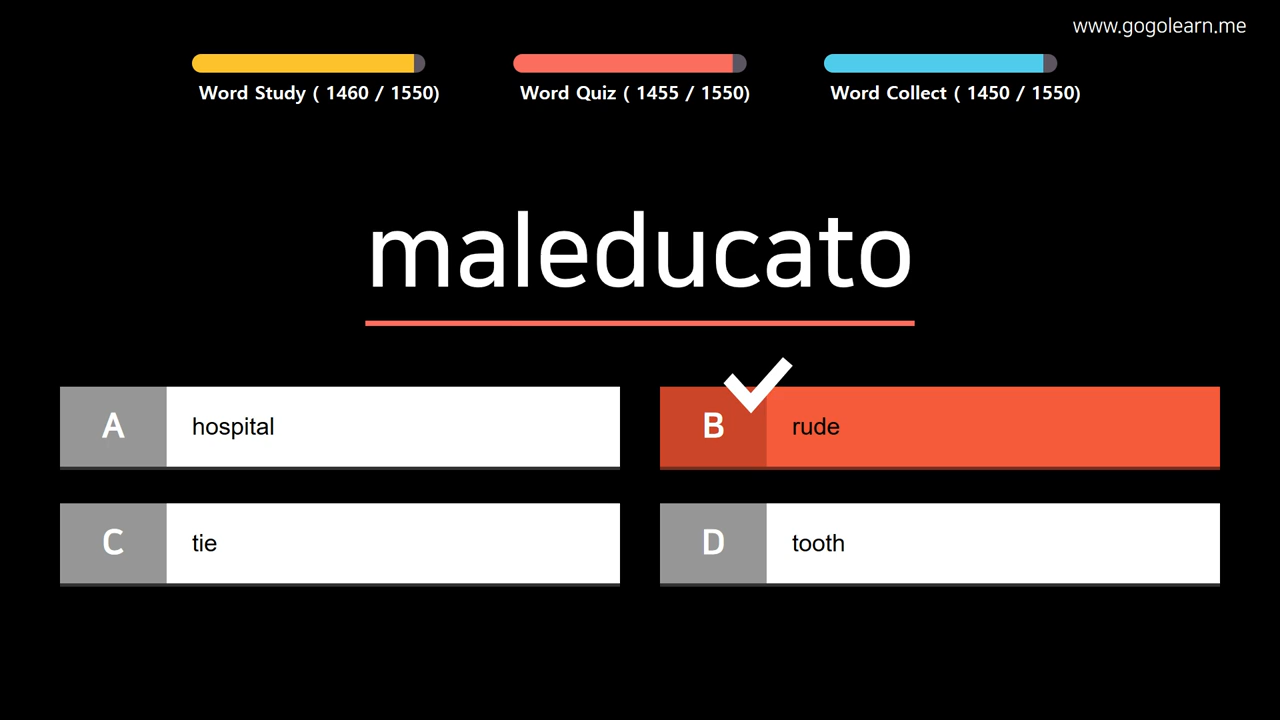 www.gogolearn.me
Word Study ( 1460 / 1550)
Word Quiz ( 1455 / 1550)
Word Collect ( 1450 / 1550)
maleducato
A hospital
B rude
C tie
D tooth